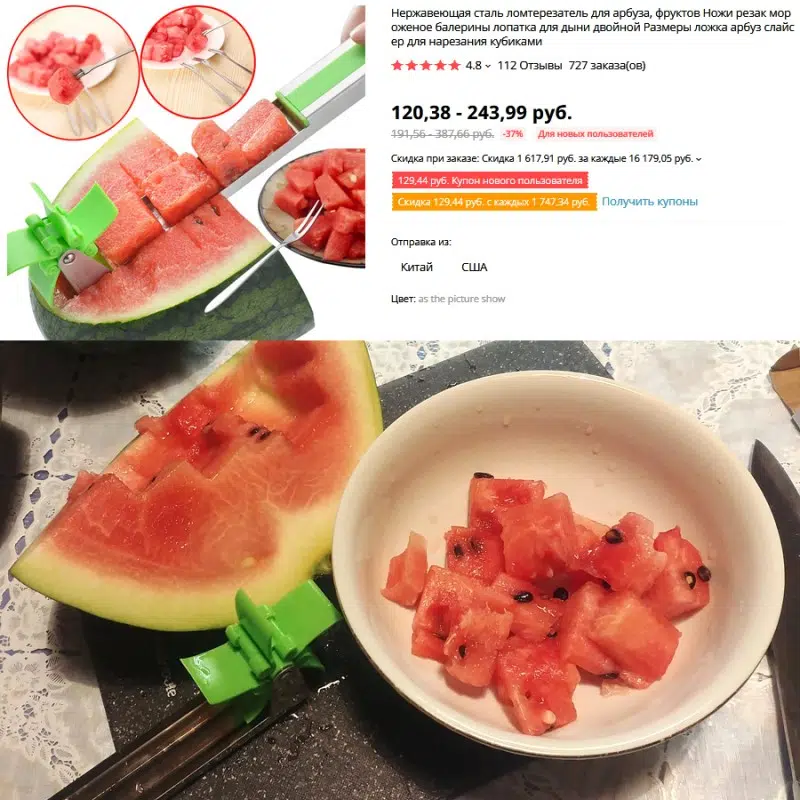 Нержавеющая сталь ломтерезатель для арбуза, фруктов Ножи резак мор
оженое балерины лопатка для дыни двойной Размеры ложка арбуз слайс
ер для нарезания кубиками
4.8 112 Отзывы 727 заказа(ов)
120,38 - 243,99 руб.
191,56 - 387,66 руб. -37% Для новых пользователей
Скидка при заказе: Скидка 1 617,91 руб. за каждые 16 179,05 руб.
129,44 руб. Купон нового пользователя
Скидка 129,44 руб. с каждых 1 747,34 руб. Получить купоны
Отправка из:
Китай США
Цвет: as the picture show